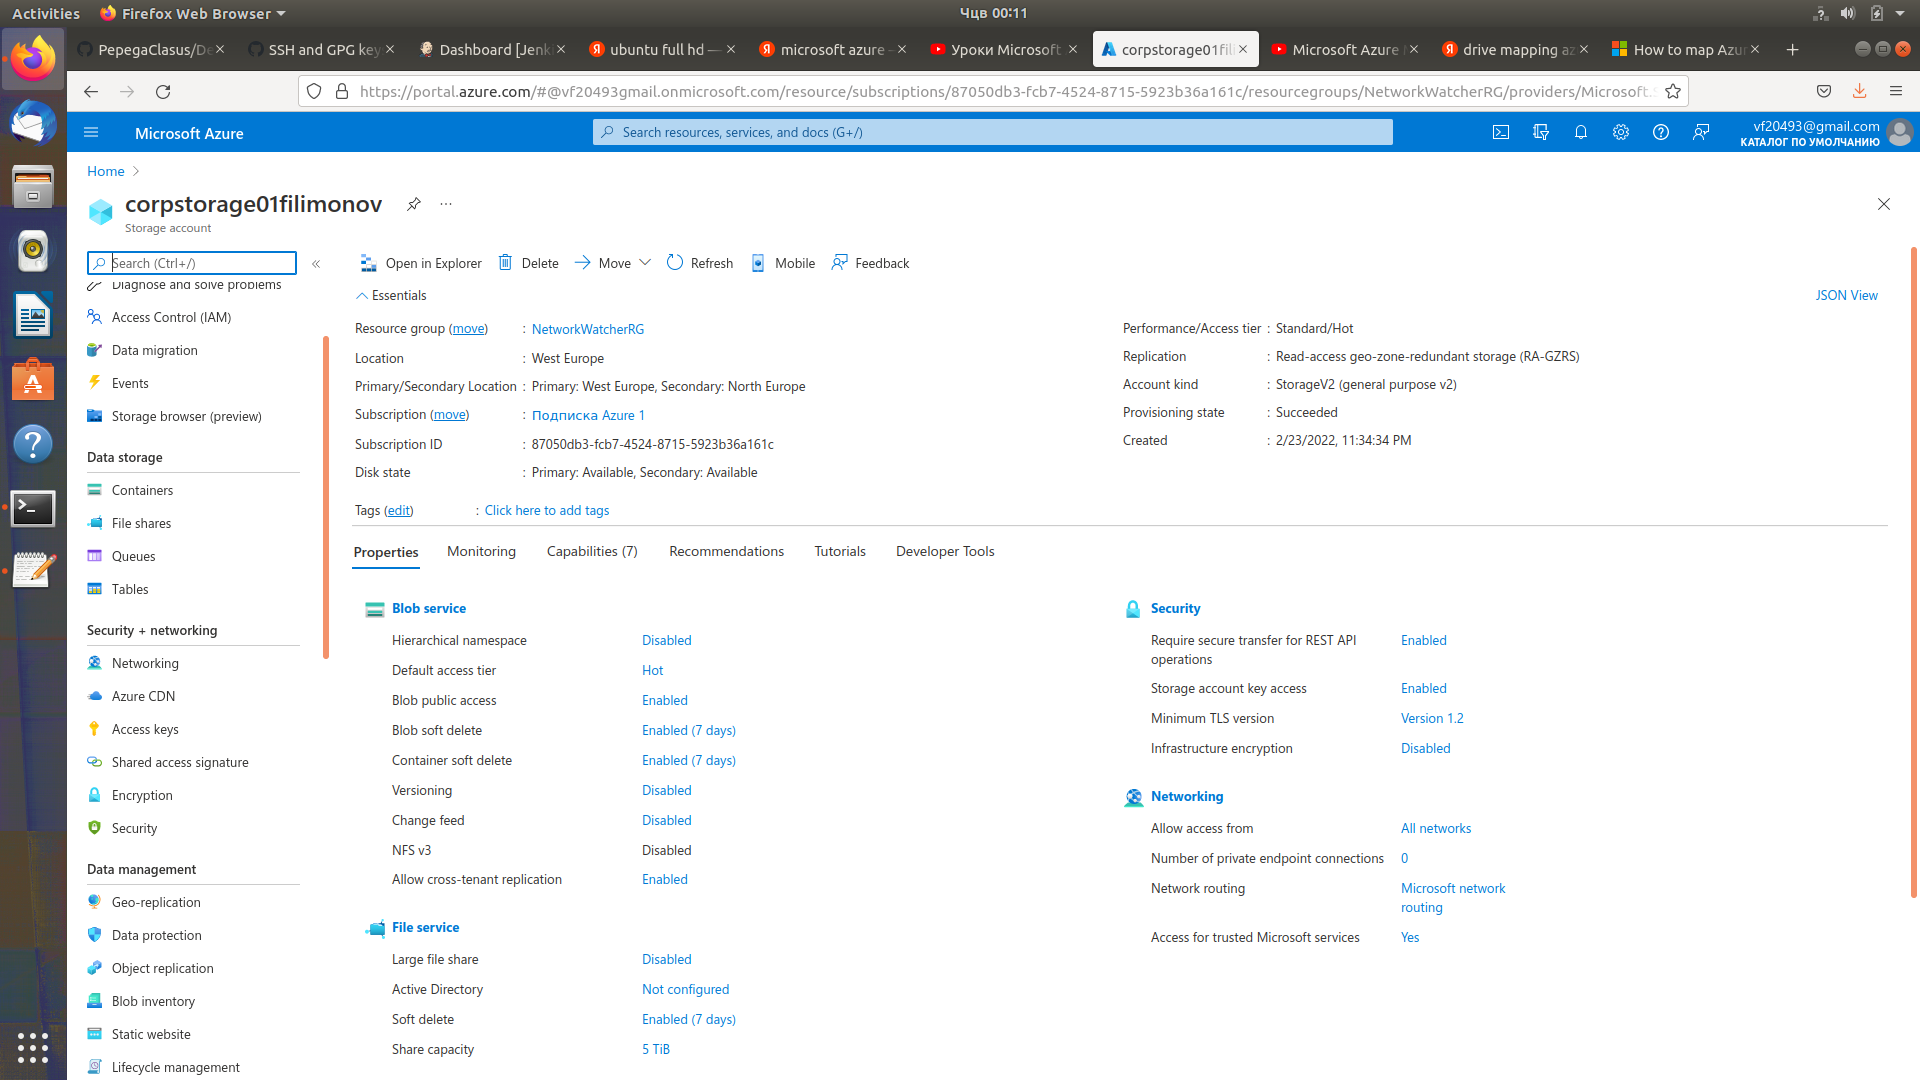 Activities
Firefox Web Browser
Чцв 00:11
PepegaClasus/De
SSH and GPG key
Dashboard [Jenk
ubuntu full hd —
microsoft azure –
Уроки Microsoft
corpstorage01fili
Microsoft Azure
drive mapping az
How to map Azur
https://portal.azure.com/#@vf20493gmail.onmicrosoft.com/resource/subscriptions/87050db3-fcb7-4524-8715-5923b36a161c/resourcegroups/NetworkWatcherRG/providers/Microsoft.S
Microsoft Azure
Search resources, services, and docs (G+/)
vf20493@gmail.com
КАТАЛОГ ПО УМОЛЧАНИЮ
Home
corpstorage01filimonov
Storage account
Search (Ctrl+/)
Diagnose and solve problems
Access Control (IAM)
Data migration
Events
Storage browser (preview)
Data storage
Containers
File shares
Queues
Tables
Security + networking
Networking
Azure CDN
Access keys
Shared access signature
Encryption
Security
Data management
Geo-replication
Data protection
Object replication
Blob inventory
Static website
Lifecycle management
Open in Explorer
Delete
Move
Refresh
Mobile
Feedback
Essentials
JSON View
Resource group (move) : NetworkWatcherRG
Location : West Europe
Primary/Secondary Location : Primary: West Europe, Secondary: North Europe
Subscription (move) : Подписка Azure 1
Subscription ID : 87050db3-fcb7-4524-8715-5923b36a161c
Disk state : Primary: Available, Secondary: Available
Performance/Access tier : Standard/Hot
Replication : Read-access geo-zone-redundant storage (RA-GZRS)
Account kind : StorageV2 (general purpose v2)
Provisioning state : Succeeded
Created : 2/23/2022, 11:34:34 PM
Tags (edit) : Click here to add tags
Properties
Monitoring
Capabilities (7)
Recommendations
Tutorials
Developer Tools
Blob service
Hierarchical namespace Disabled
Default access tier Hot
Blob public access Enabled
Blob soft delete Enabled (7 days)
Container soft delete Enabled (7 days)
Versioning Disabled
Change feed Disabled
NFS v3 Disabled
Allow cross-tenant replication Enabled
File service
Large file share Disabled
Active Directory Not configured
Soft delete Enabled (7 days)
Share capacity 5 TiB
Security
Require secure transfer for REST API Enabled
operations
Storage account key access Enabled
Minimum TLS version Version 1.2
Infrastructure encryption Disabled
Networking
Allow access from All networks
Number of private endpoint connections 0
Network routing Microsoft network
routing
Access for trusted Microsoft services Yes